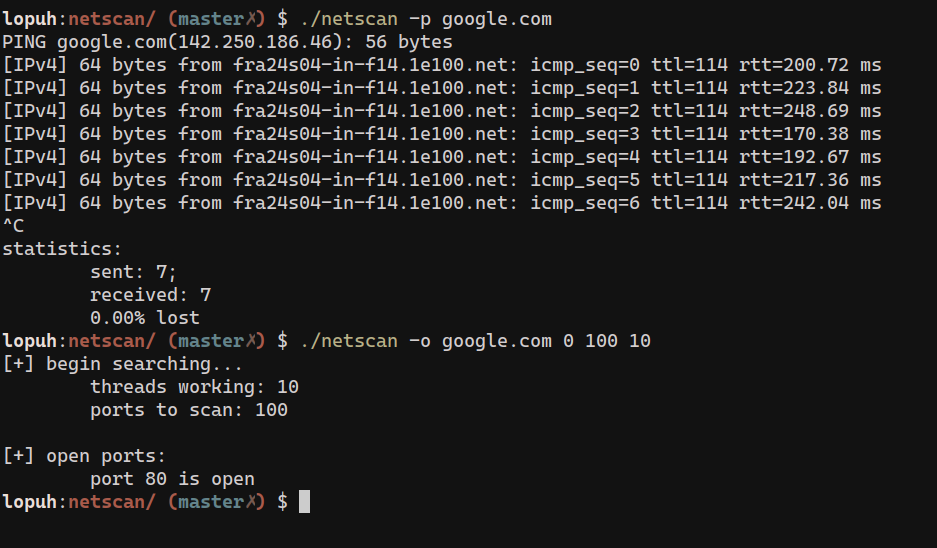 lopuh:netscan/ (master✗) $ ./netscan -p google.com
PING google.com(142.250.186.46): 56 bytes
[IPv4] 64 bytes from fra24s04-in-f14.1e100.net: icmp_seq=0 ttl=114 rtt=200.72 ms
[IPv4] 64 bytes from fra24s04-in-f14.1e100.net: icmp_seq=1 ttl=114 rtt=223.84 ms
[IPv4] 64 bytes from fra24s04-in-f14.1e100.net: icmp_seq=2 ttl=114 rtt=248.69 ms
[IPv4] 64 bytes from fra24s04-in-f14.1e100.net: icmp_seq=3 ttl=114 rtt=170.38 ms
[IPv4] 64 bytes from fra24s04-in-f14.1e100.net: icmp_seq=4 ttl=114 rtt=192.67 ms
[IPv4] 64 bytes from fra24s04-in-f14.1e100.net: icmp_seq=5 ttl=114 rtt=217.36 ms
[IPv4] 64 bytes from fra24s04-in-f14.1e100.net: icmp_seq=6 ttl=114 rtt=242.04 ms
^C
statistics:
        sent: 7;
        received: 7
        0.00% lost
lopuh:netscan/ (master✗) $ ./netscan -o google.com 0 100 10
[+] begin searching...
        threads working: 10
        ports to scan: 100

[+] open ports:
        port 80 is open
lopuh:netscan/ (master✗) $